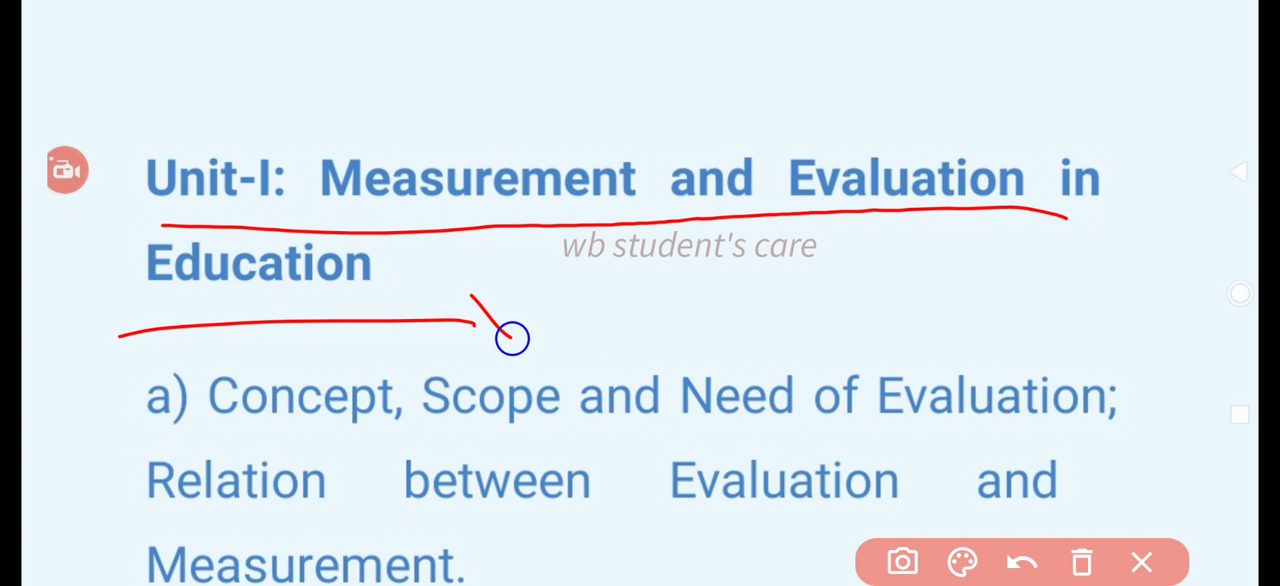 Unit-I: Measurement and Evaluation in
wb student's care
Education
a) Concept, Scope and Need of Evaluation;
Relation between Evaluation and
Measurement.